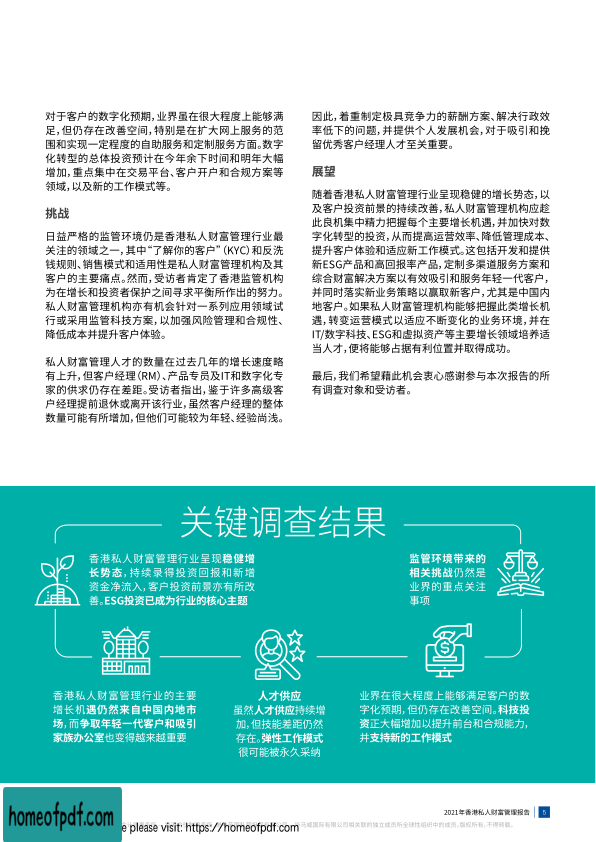 对于客户的数字化预期，业界虽在很大程度上能够满
足，但仍存在改善空间，特别是在扩大网上服务的范
围和实现一定程度的自助服务和定制服务方面。数字
化转型的总体投资预计在今年余下时间和明年大幅
增加，重点集中在交易平台、客户开户和合规方案等
领域，以及新的工作模式等。
挑战
日益严格的监管环境仍是香港私人财富管理行业最
关注的领域之一，其中“了解你的客户”（KYC）和反洗
钱规则、销售模式和适用性是私人财富管理机构及其
客户的主要痛点。然而，受访者肯定了香港监管机构
为在增长和投资者保护之间寻求平衡所作出的努力。
私人财富管理机构亦有机会针对一系列应用领域试
行或采用监管科技方案，以加强风险管理和合规性、
降低成本并提升客户体验。
私人财富管理人才的数量在过去几年的增长速度略
有上升，但客户经理（RM）、产品专员及IT和数字化专
家的供求仍存在差距。受访者指出，鉴于许多高级客
户经理提前退休或离开该行业，虽然客户经理的整体
数量可能有所增加，但他们可能较为年轻、经验尚浅。
因此，着重制定极具竞争力的薪酬方案、解决行政效
率低下的问题，并提供个人发展机会，对于吸引和挽
留优秀客户经理人才至关重要。
展望
随着香港私人财富管理行业呈现稳健的增长势态，以
及客户投资前景的持续改善，私人财富管理机构应趁
此良机集中精力把握每个主要增长机遇，并加快对数
字化转型的投资，从而提高运营效率、降低管理成本、
提升客户体验和适应新工作模式。这包括开发和提供
新ESG产品和高回报率产品，定制多渠道服务方案和
综合财富解决方案以有效吸引和服务年轻一代客户，
并同时落实新业务策略以赢取新客户，尤其是中国内
地客户。如果私人财富管理机构能够把握此类增长机
遇，转变运营模式以适应不断变化的业务环境，并在
IT/数字科技、ESG和虚拟资产等主要增长领域培养适
当人才，便将能够占据有利位置并取得成功。
最后，我们希望藉此机会衷心感谢参与本次报告的所
有调查对象和受访者。
关键调查结果
香港私人财富管理行业呈现稳健增
长势态，持续录得投资回报和新增
资金净流入，客户投资前景亦有所改
善。ESG投资已成为行业的核心主题
监管环境带来的
相关挑战仍然是
业界的重点关注
事项
香港私人财富管理行业的主要
增长机遇仍然来自中国内地市
场，而争取年轻一代客户和吸引
家族办公室也变得越来越重要
人才供应
虽然人才供应持续增
加，但技能差距仍然
存在。弹性工作模式
很可能被永久采纳
业界在很大程度上能够满足客户的数
字化预期，但仍存在改善空间。科技投
资正大幅增加以提升前台和合规能力，
并支持新的工作模式
2021年香港私人财富管理报告 5
homeofpdf.com
e please visit: https://homeofpdf.com
马威国际有限公司相关联的独立成员所全球性组织中的成员。版权所有，不得转载。